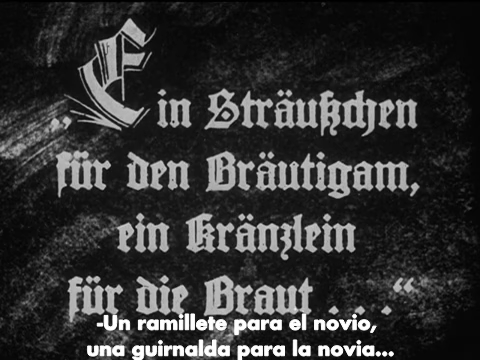 „Ein Sträußchen
für den Bräutigam,
ein Kränzlein
für die Braut . . .“
-Un ramillete para el novio,
una guirnalda para la novia...